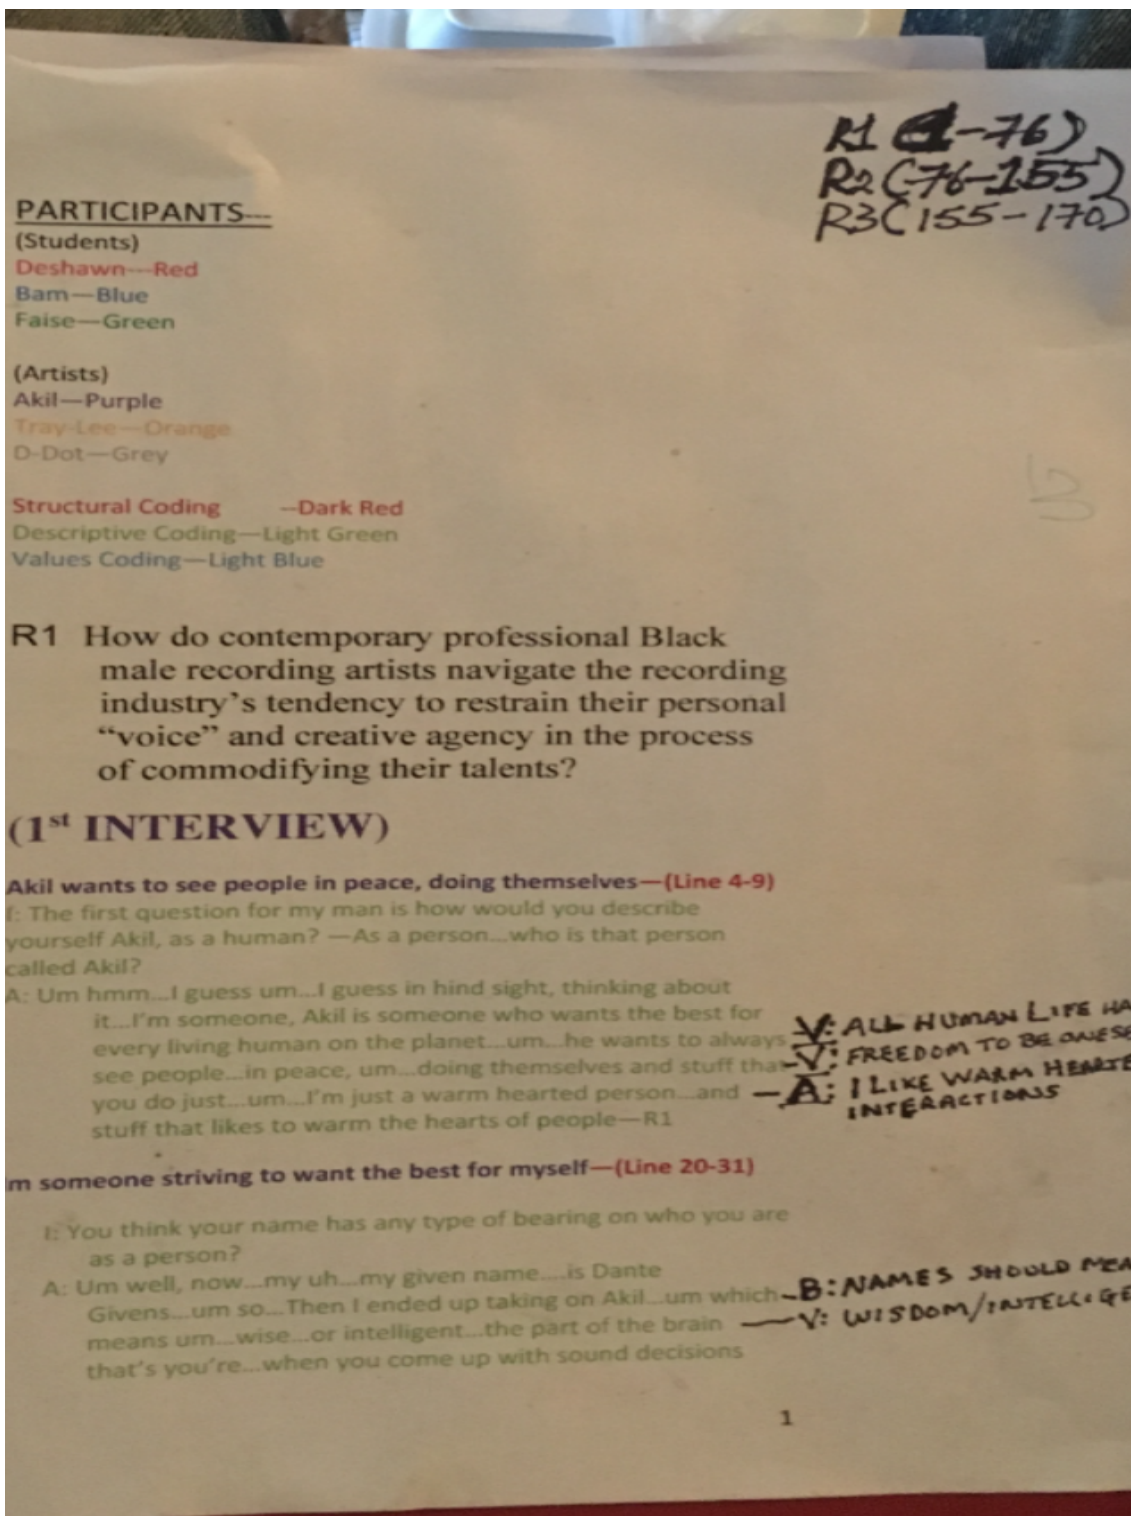 R1 (1-76)
R2 (76-155)
R3 (155-170)
PARTICIPANTS---
(Students)
Deshawn---Red
Bam—Blue
Faise—Green
(Artists)
Akil—Purple
Tray-Lee—Orange
D-Dot—Grey
Structural Coding --Dark Red
Descriptive Coding—Light Green
Values Coding—Light Blue
R1 How do contemporary professional Black
male recording artists navigate the recording
industry's tendency to restrain their personal
“voice” and creative agency in the process
of commodifying their talents?
(1st INTERVIEW)
Akil wants to see people in peace, doing themselves—(Line 4-9)
I: The first question for my man is how would you describe
yourself Akil, as a human? —As a person...who is that person
called Akil?
A: Um hmm...I guess um...I guess in hind sight, thinking about
it...I'm someone, Akil is someone who wants the best for
every living human on the planet...um...he wants to always
see people...in peace, um...doing themselves and stuff that
you do just...um...I'm just a warm hearted person...and
stuff that likes to warm the hearts of people—R1
V: ALL HUMAN LIFE HA
V: FREEDOM TO BE ONESE
A: I LIKE WARM HEARTE
INTERACTIONS
m someone striving to want the best for myself—(Line 20-31)
I: You think your name has any type of bearing on who you are
as a person?
A: Um well, now...my uh...my given name....is Dante
Givens...um so...Then I ended up taking on Akil...um which
means um...wise...or intelligent...the part of the brain
that's you're...when you come up with sound decisions
B: NAMES SHOULD MEA
V: WISDOM/INTELLIGE
1